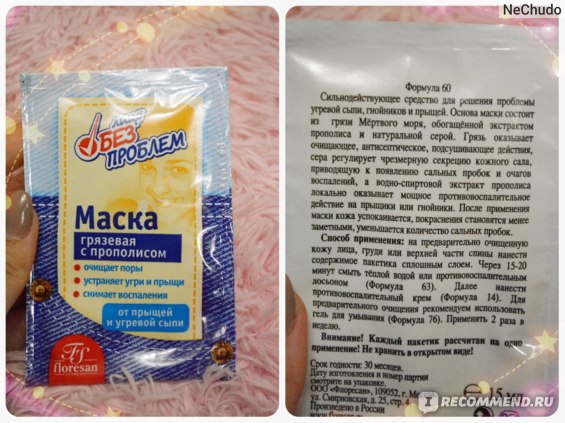 NeChudo
лицо
БЕЗ
ПРОБЛЕМ
Маска
грязевая
с прополисом
• очищает поры
• устраняет угри и прыщи
• снимает воспаления
от прыщей
и угревой сыпи
floresan
Формула 60
Сильнодействующее средство для решения проблемы
угревой сыпи, гнойников и прыщей. Основа маски состоит
из грязи Мёртвого моря, обогащённой экстрактом
прополиса и натуральной серой. Грязь оказывает
очищающее, антисептическое, подсушивающее действия,
сера регулирует чрезмерную секрецию кожного сала,
приводящую к появлению сальных пробок и очагов
воспалений, а водно-спиртовой экстракт прополиса
локально оказывает мощное противовоспалительное
действие на прыщики или гнойники. После применения
маски кожа успокаивается, покраснения становятся менее
заметными, уменьшается количество сальных пробок.
Способ применения: на предварительно очищенную
кожу лица, груди или верхней части спины нанести
содержимое пакетика сплошным слоем. Через 15-20
минут смыть тёплой водой или противовоспалительным
лосьоном (Формула 63). Далее нанести
противовоспалительный крем (Формула 14). Для
предварительного очищения рекомендуем использовать
гель для умывания (Формула 76). Применять 2 раза в
неделю.
Внимание! Каждый пакетик рассчитан на одно
применение! Не хранить в открытом виде!
Срок годности: 30 месяцев.
Дату изготовления и номер партии
смотрите на упаковке.
ООО «Флоресан», 109052, г. М
ул. Смирновская, д. 25, стр. 4
Произведено в России
15 мл
IRECOMMEND.RU